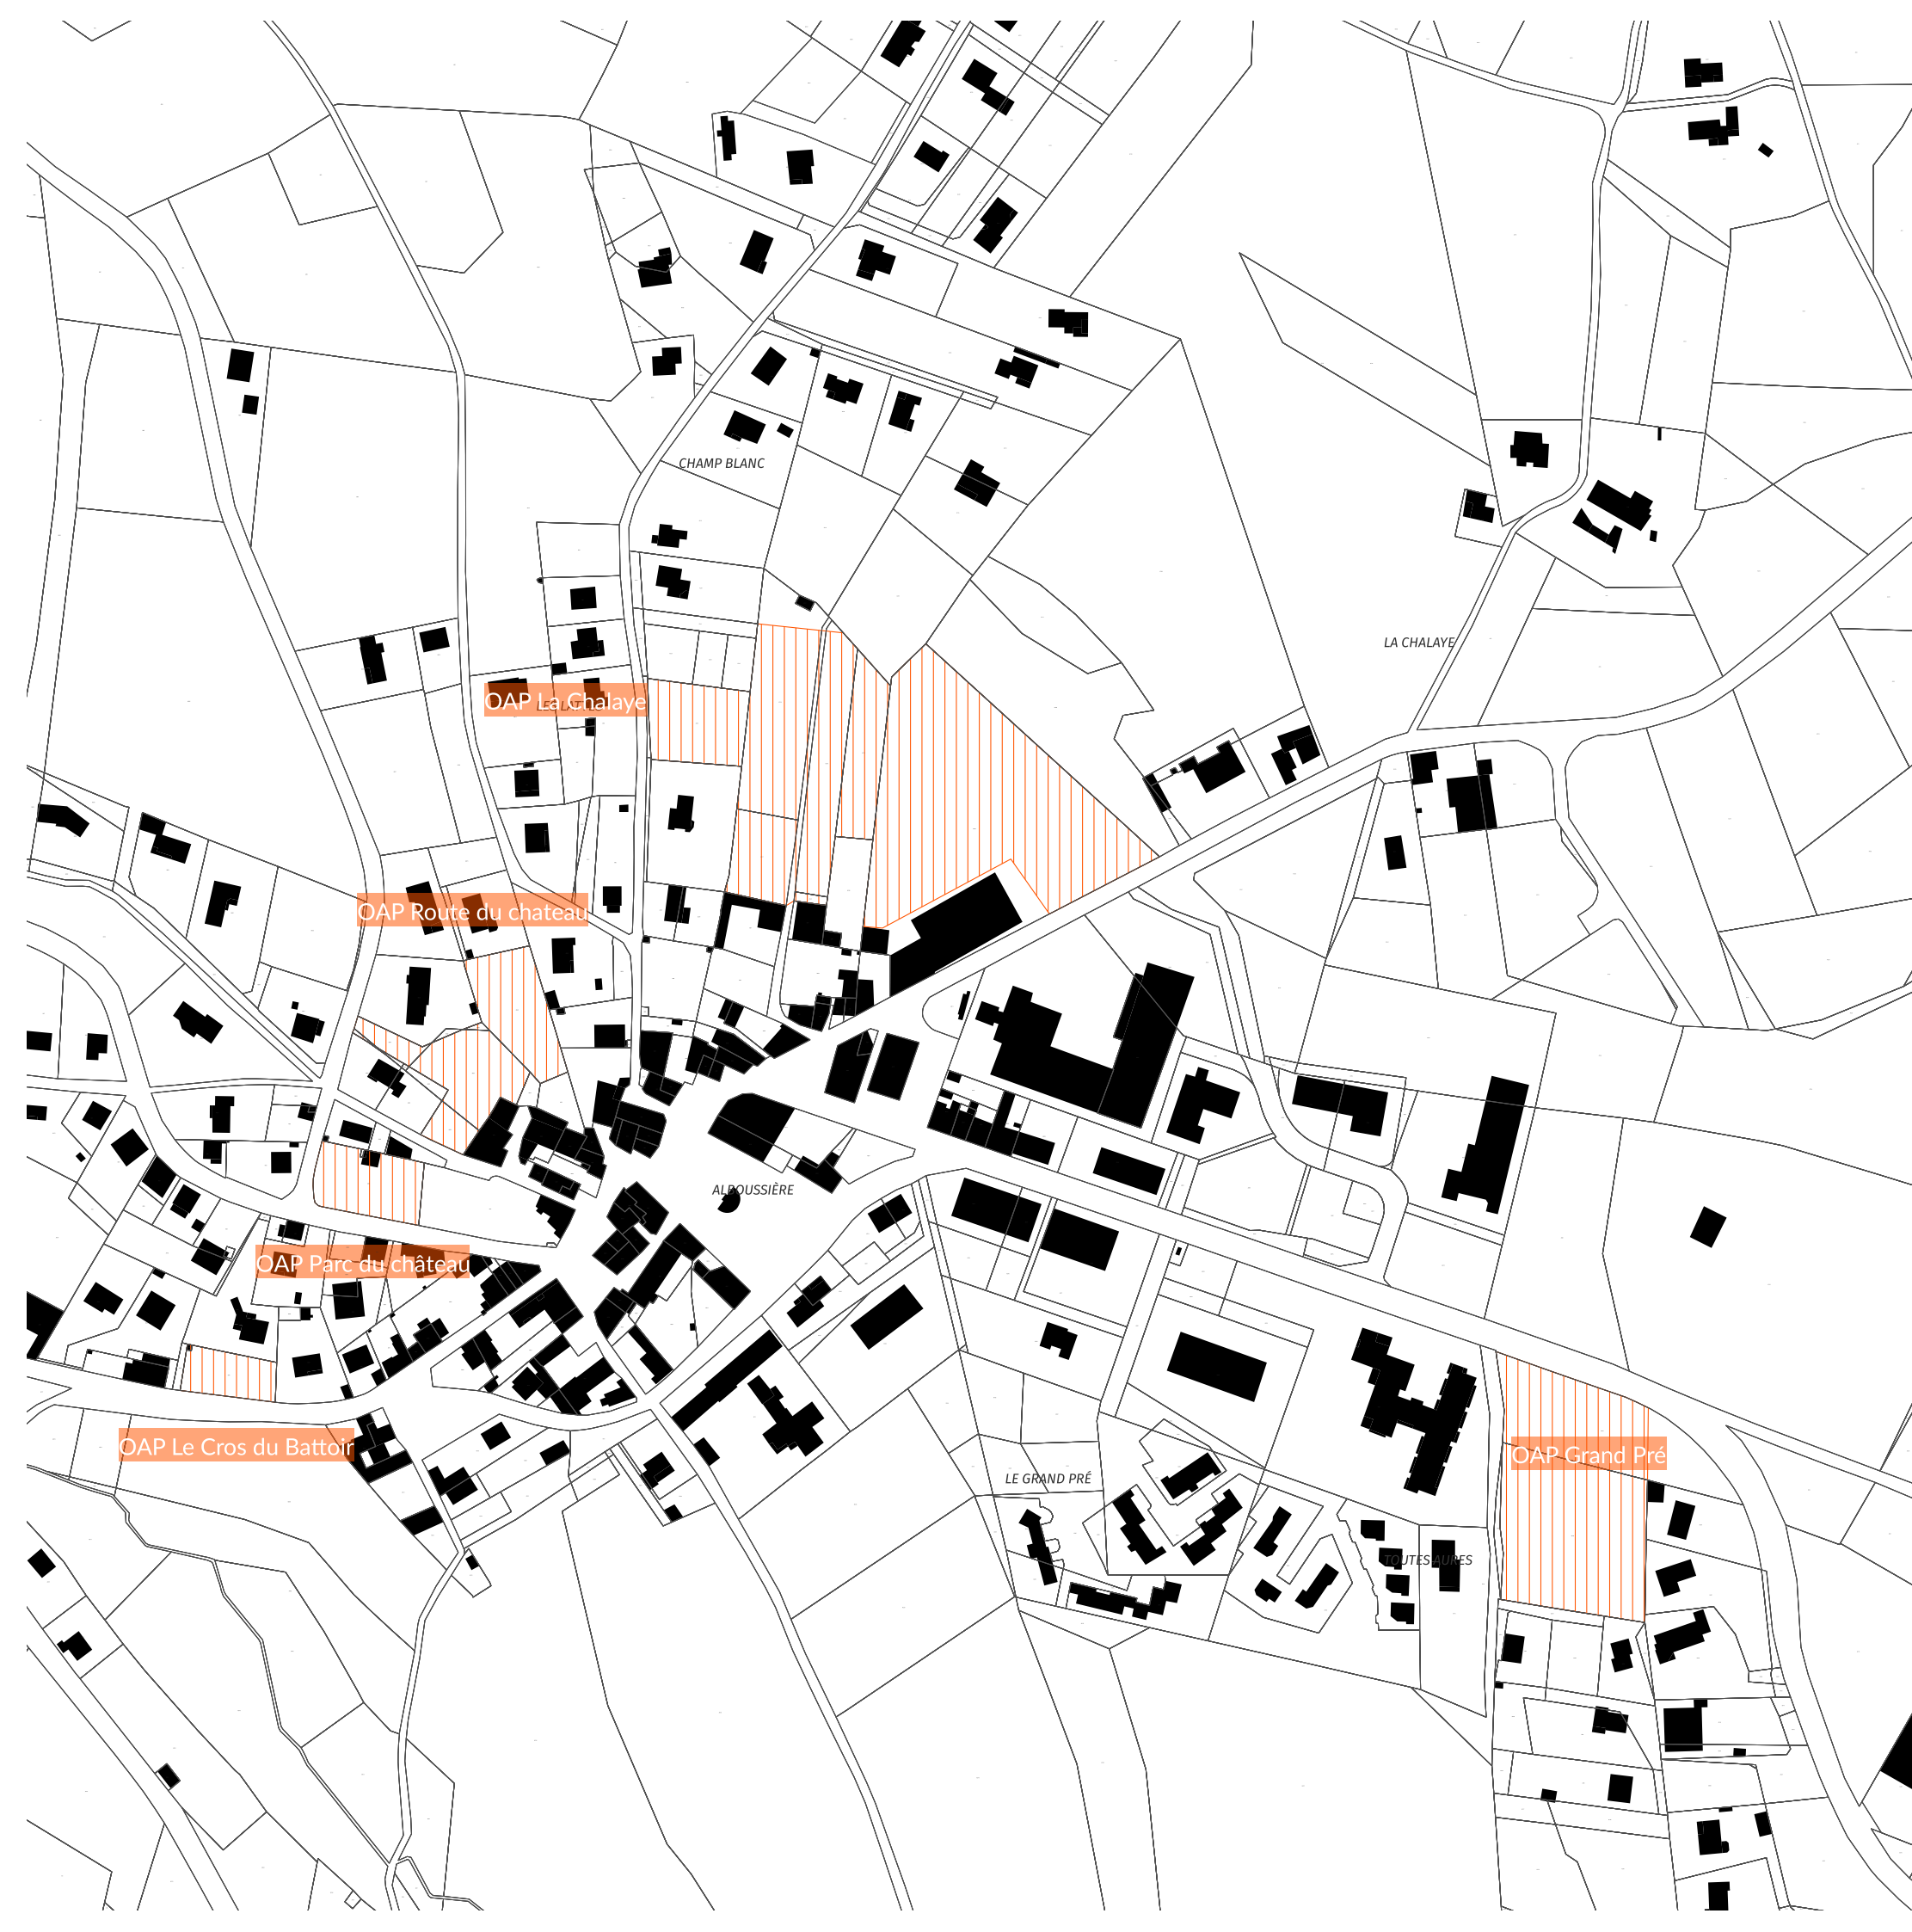 CHAMP BLANC
LA CHALAYE
OAP La Chalaye
OAP Route du chateau
ALBOUSSIÈRE
OAP Parc du château
OAP Le Cros du Battoir
OAP Grand Pré
LE GRAND PRÉ
TOUTES AURES